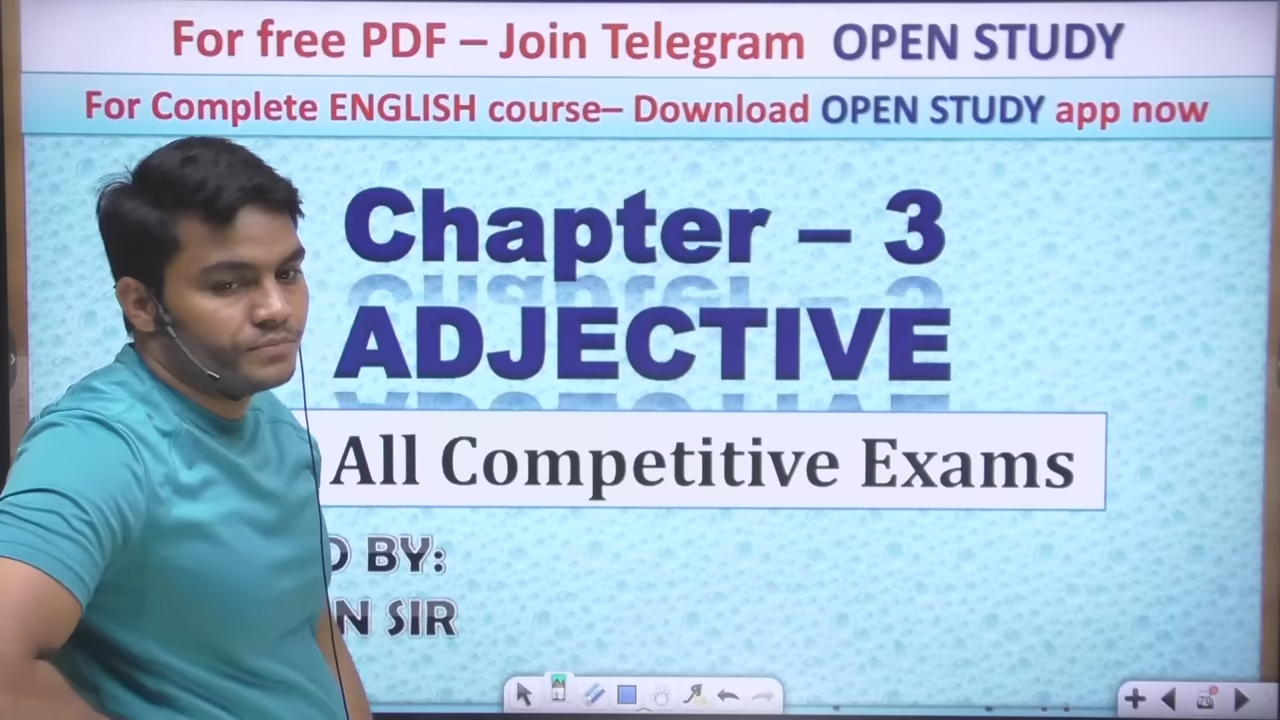 For free PDF – Join Telegram OPEN STUDY
For Complete ENGLISH course– Download OPEN STUDY app now
Chapter – 3
ADJECTIVE
All Competitive Exams
BY:
SIR